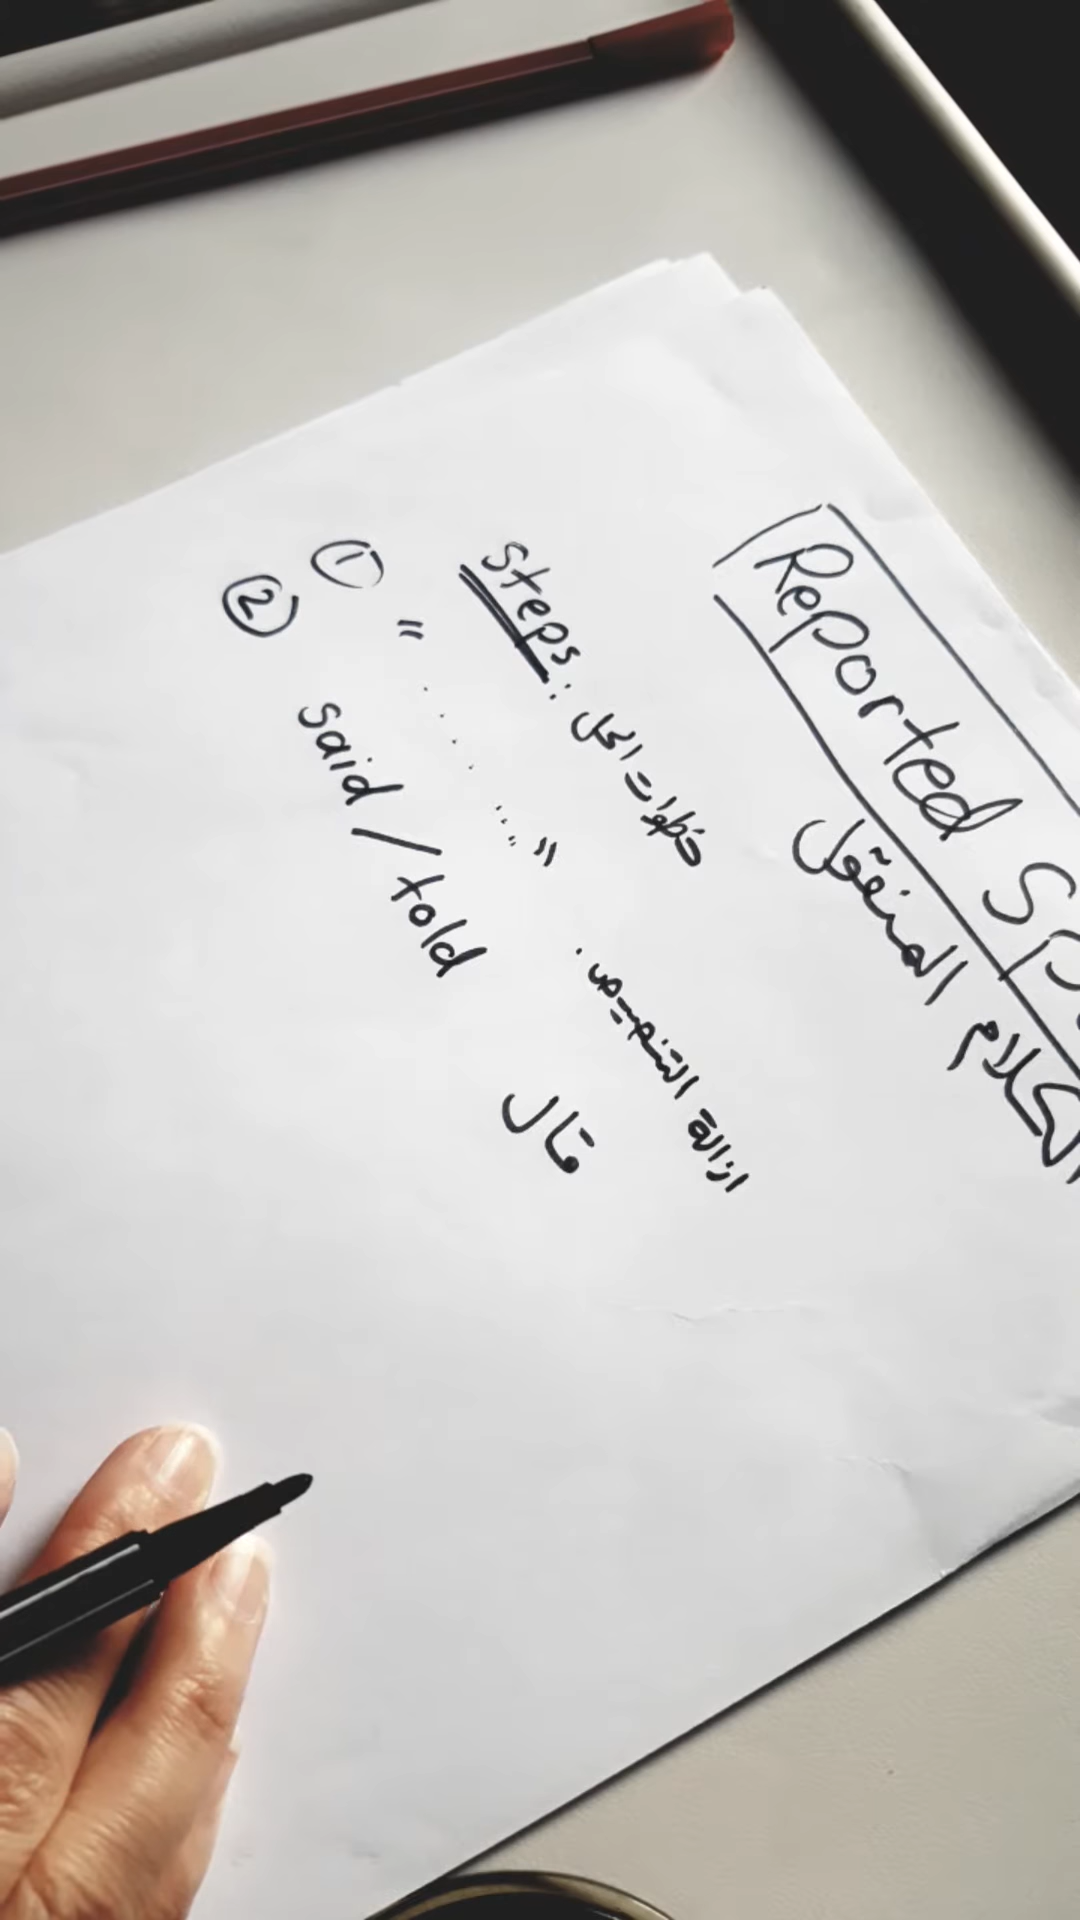 Reported Sp
الكلام المنقول
Steps: خطوات الحل
① " ......... " ازالة التنصيص.
② said / told قال